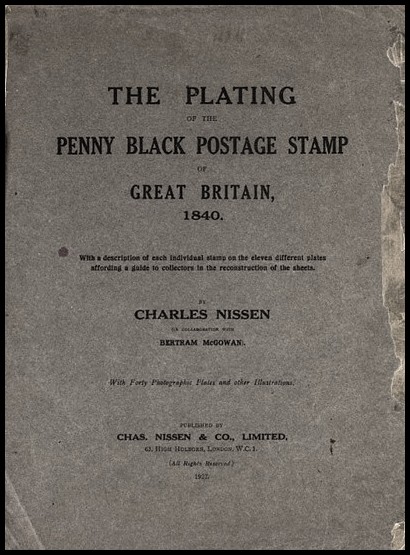 THE PLATING
OF THE
PENNY BLACK POSTAGE STAMP
OF
GREAT BRITAIN,
1840.
With a description of each individual stamp on the eleven different plates
affording a guide to collectors in the reconstruction of the sheets.
BY
CHARLES NISSEN
IN COLLABORATION WITH
BERTRAM McGOWAN.
With Forty Photographic Plates and other Illustrations.
PUBLISHED BY
CHAS. NISSEN & CO., LIMITED,
63, HIGH HOLBORN, LONDON, W.C. 1.
(All Rights Reserved)
1922.